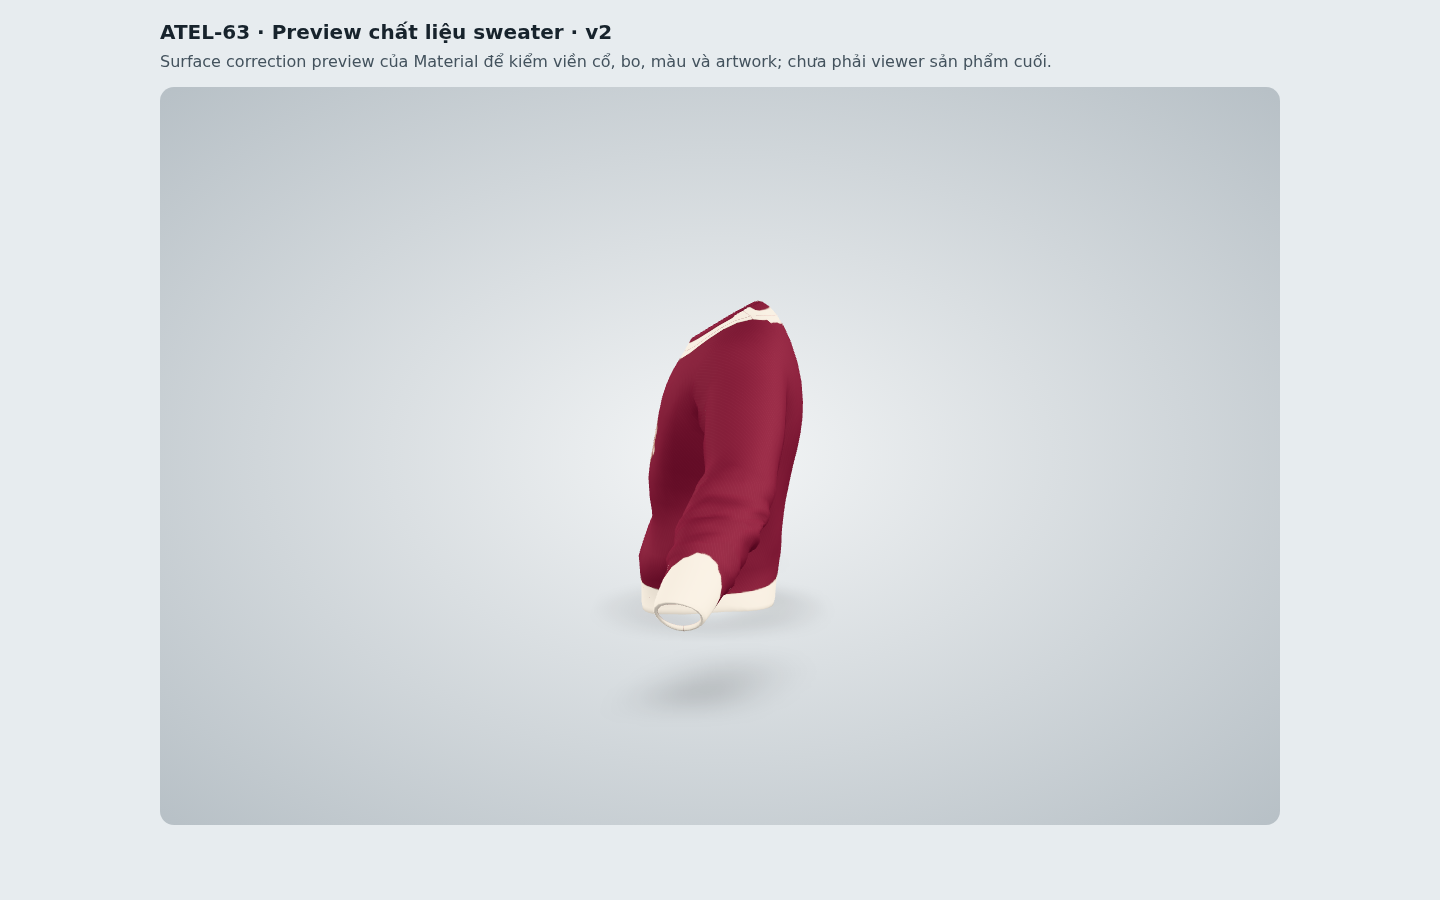 ATEL-63 · Preview chất liệu sweater · v2
Surface correction preview của Material để kiểm viền cổ, bo, màu và artwork; chưa phải viewer sản phẩm cuối.